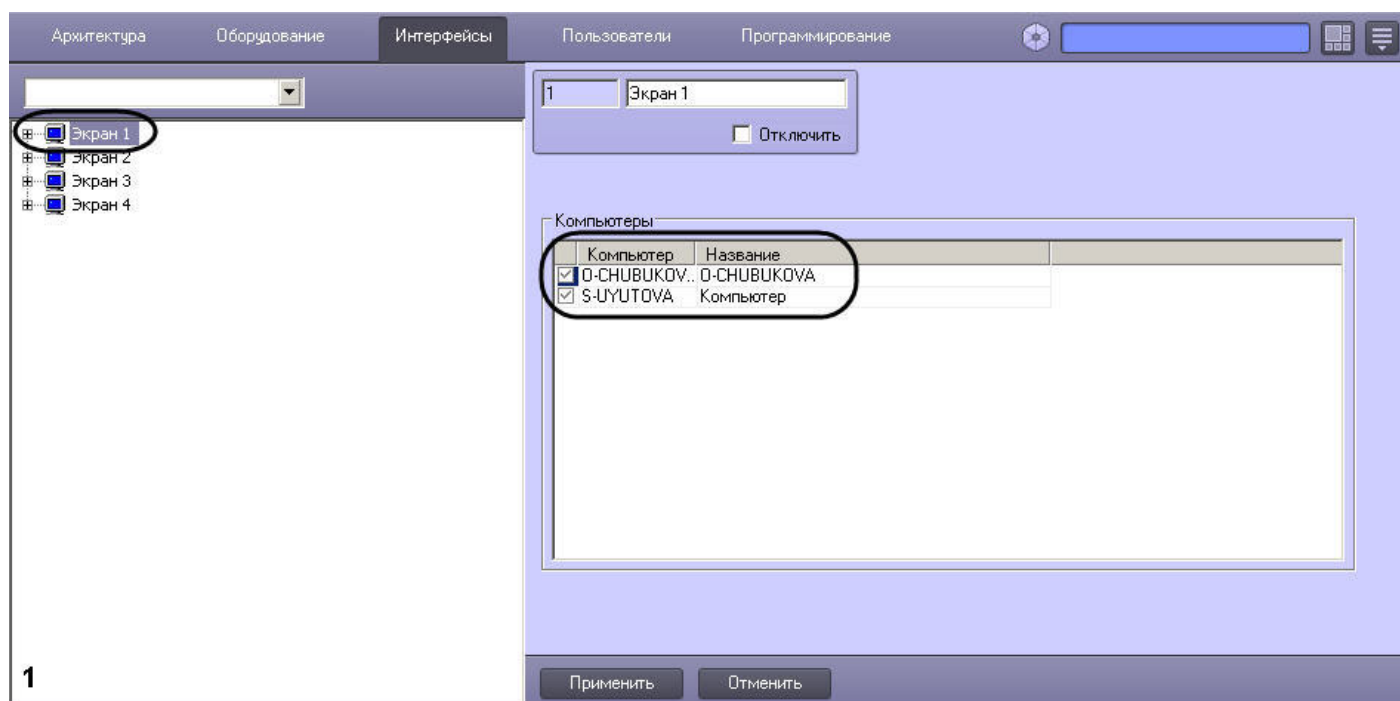 Архитектура Оборудование Интерфейсы Пользователи Программирование
1 Экран 1
Отключить
Экран 1
Экран 2
Экран 3
Экран 4
Компьютеры
Компьютер Название
O-CHUBUKOV.. O-CHUBUKOVA
S-UYUTOVA Компьютер
1
Применить Отменить